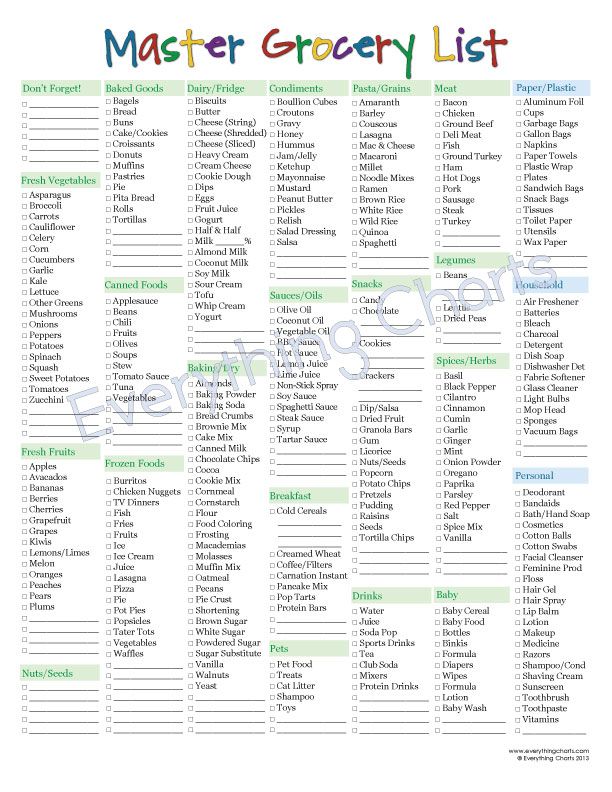 Master Grocery List
Don't Forget!
Fresh Vegetables
Asparagus
Broccoli
Carrots
Cauliflower
Celery
Corn
Cucumbers
Garlic
Kale
Lettuce
Other Greens
Mushrooms
Onions
Peppers
Potatoes
Spinach
Squash
Sweet Potatoes
Tomatoes
Zucchini
Fresh Fruits
Apples
Avacados
Bananas
Berries
Cherries
Grapefruit
Grapes
Kiwis
Lemons/Limes
Melon
Oranges
Peaches
Pears
Plums
Nuts/Seeds
Baked Goods
Bagels
Bread
Buns
Cake/Cookies
Croissants
Donuts
Muffins
Pastries
Pie
Pita Bread
Rolls
Tortillas
Canned Foods
Applesauce
Beans
Chili
Fruits
Olives
Soups
Stew
Tomato Sauce
Tuna
Vegetables
Frozen Foods
Burritos
Chicken Nuggets
TV Dinners
Fish
Fries
Fruits
Ice
Ice Cream
Juice
Lasagna
Pizza
Pie
Pot Pies
Popsicles
Tater Tots
Vegetables
Waffles
Dairy/Fridge
Biscuits
Butter
Cheese (String)
Cheese (Shredded)
Cheese (Sliced)
Heavy Cream
Cream Cheese
Cookie Dough
Dips
Eggs
Fruit Juice
Gogurt
Half & Half
Milk _____%
Almond Milk
Coconut Milk
Soy Milk
Sour Cream
Tofu
Whip Cream
Yogurt
Baking/Dry
Almonds
Baking Powder
Baking Soda
Bread Crumbs
Brownie Mix
Cake Mix
Canned Milk
Chocolate Chips
Cocoa
Cookie Mix
Cornmeal
Cornstarch
Flour
Food Coloring
Frosting
Macademias
Molasses
Muffin Mix
Oatmeal
Pecans
Pie Crust
Shortening
Brown Sugar
White Sugar
Powdered Sugar
Sugar Substitute
Vanilla
Walnuts
Yeast
Condiments
Boullion Cubes
Croutons
Gravy
Honey
Hummus
Jam/Jelly
Ketchup
Mayonnaise
Mustard
Peanut Butter
Pickles
Relish
Salad Dressing
Salsa
Sauces/Oils
Olive Oil
Coconut Oil
Vegetable Oil
BBQ Sauce
Hot Sauce
Lemon Juice
Lime Juice
Non-Stick Spray
Soy Sauce
Spaghetti Sauce
Steak Sauce
Syrup
Tartar Sauce
Breakfast
Cold Cereals
Creamed Wheat
Coffee/Filters
Carnation Instant
Pancake Mix
Pop Tarts
Protein Bars
Pets
Pet Food
Treats
Cat Litter
Shampoo
Toys
Pasta/Grains
Amaranth
Barley
Couscous
Lasagna
Mac & Cheese
Macaroni
Millet
Noodle Mixes
Ramen
Brown Rice
White Rice
Wild Rice
Quinoa
Spaghetti
Snacks
Candy
Chocolate
Cookies
Crackers
Dip/Salsa
Dried Fruit
Granola Bars
Gum
Licorice
Nuts/Seeds
Popcorn
Potato Chips
Pretzels
Pudding
Raisins
Seeds
Tortilla Chips
Drinks
Water
Juice
Soda Pop
Sports Drinks
Tea
Club Soda
Mixers
Protein Drinks
Meat
Bacon
Chicken
Ground Beef
Deli Meat
Fish
Ground Turkey
Ham
Hot Dogs
Pork
Sausage
Steak
Turkey
Legumes
Beans
Lentils
Dried Peas
Spices/Herbs
Basil
Black Pepper
Cilantro
Cinnamon
Cumin
Garlic
Ginger
Mint
Onion Powder
Oregano
Paprika
Parsley
Red Pepper
Salt
Spice Mix
Vanilla
Baby
Baby Cereal
Baby Food
Bottles
Binkis
Formula
Diapers
Wipes
Formula
Lotion
Baby Wash
Paper/Plastic
Aluminum Foil
Cups
Garbage Bags
Gallon Bags
Napkins
Paper Towels
Plastic Wrap
Plates
Sandwich Bags
Snack Bags
Tissues
Toilet Paper
Utensils
Wax Paper
Household
Air Freshener
Batteries
Bleach
Charcoal
Detergent
Dish Soap
Dishwasher Det
Fabric Softener
Glass Cleaner
Light Bulbs
Mop Head
Sponges
Vacuum Bags
Personal
Deodorant
Bandaids
Bath/Hand Soap
Cosmetics
Cotton Balls
Cotton Swabs
Facial Cleanser
Feminine Prod
Floss
Hair Gel
Hair Spray
Lip Balm
Lotion
Makeup
Medicine
Razors
Shampoo/Cond
Shaving Cream
Sunscreen
Toothbrush
Toothpaste
Vitamins
Everything Charts
www.everythingcharts.com
© Everything Charts 2013